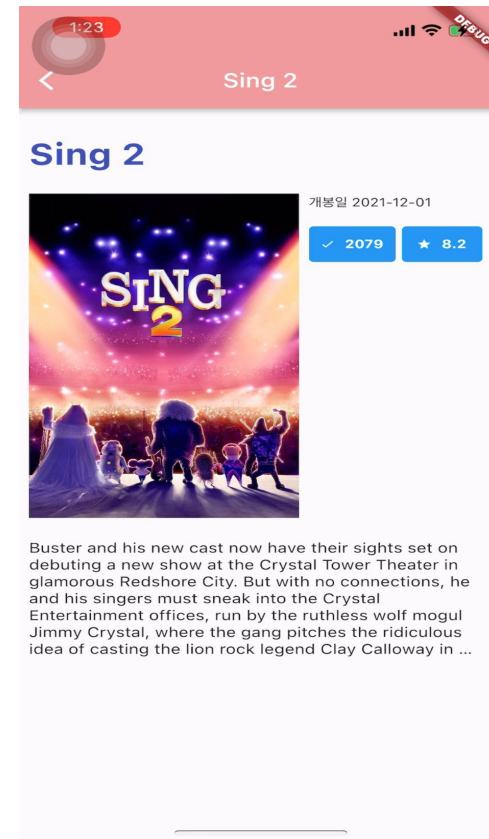 1:23
DEBUG
Sing 2
Sing 2
개봉일 2021-12-01
2079
8.2
SING
2
Buster and his new cast now have their sights set on
debuting a new show at the Crystal Tower Theater in
glamorous Redshore City. But with no connections, he
and his singers must sneak into the Crystal
Entertainment offices, run by the ruthless wolf mogul
Jimmy Crystal, where the gang pitches the ridiculous
idea of casting the lion rock legend Clay Calloway in ...